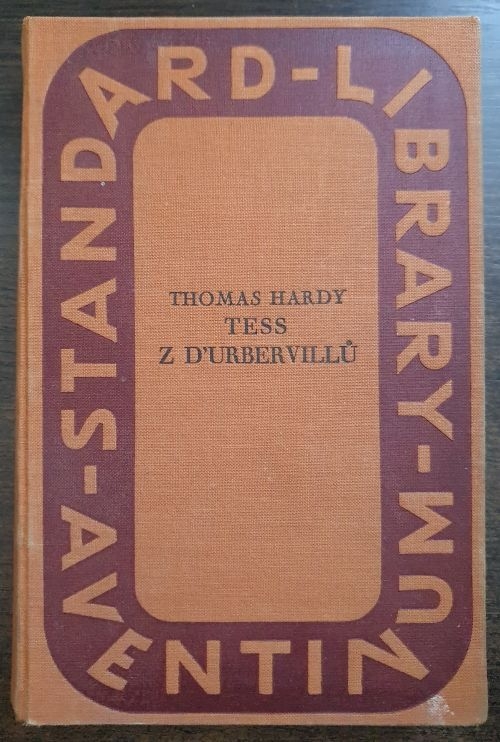 STANDARD-LIBRARY-
AVENTINUM-
THOMAS HARDY
TESS
Z D'URBERVILLŮ